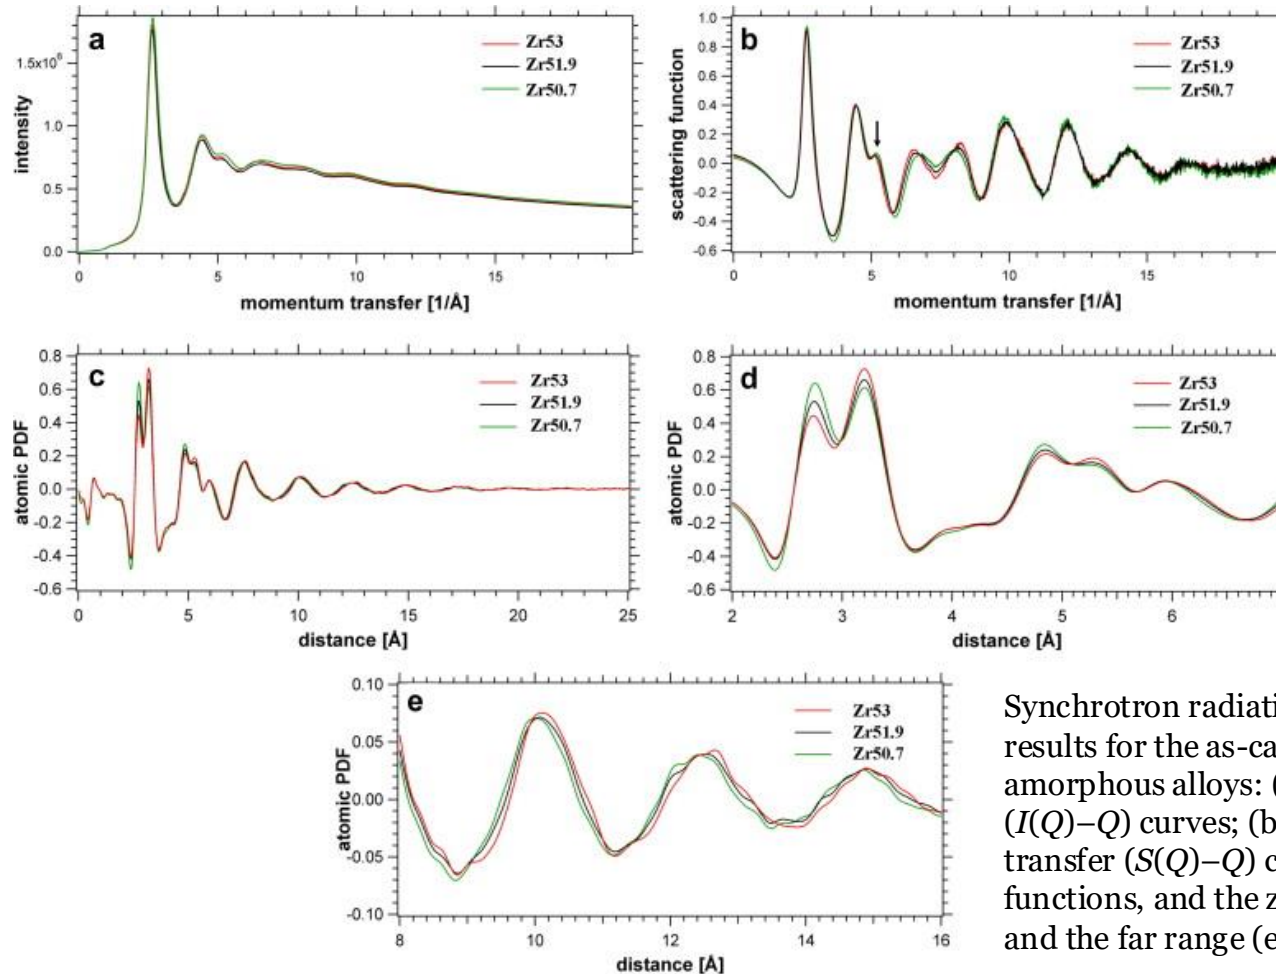 a
Zr53
Zr51.9
Zr50.7
1.5x10⁶
1.0
0.5
0.0
intensity
0 5 10 15
momentum transfer [1/Å]
b
Zr53
Zr51.9
Zr50.7
1.0
0.8
0.6
0.4
0.2
0.0
-0.2
-0.4
-0.6
scattering function
0 5 10 15
momentum transfer [1/Å]
c
Zr53
Zr51.9
Zr50.7
0.8
0.6
0.4
0.2
0.0
-0.2
-0.4
-0.6
atomic PDF
0 5 10 15 20 25
distance [Å]
d
Zr53
Zr51.9
Zr50.7
0.8
0.6
0.4
0.2
0.0
-0.2
-0.4
-0.6
atomic PDF
2 3 4 5 6
distance [Å]
e
Zr53
Zr51.9
Zr50.7
0.10
0.05
0.00
-0.05
-0.10
atomic PDF
8 10 12 14 16
distance [Å]
Synchrotron radiati
results for the as-ca
amorphous alloys: (
(I(Q)–Q) curves; (b
transfer (S(Q)–Q) c
functions, and the z
and the far range (e